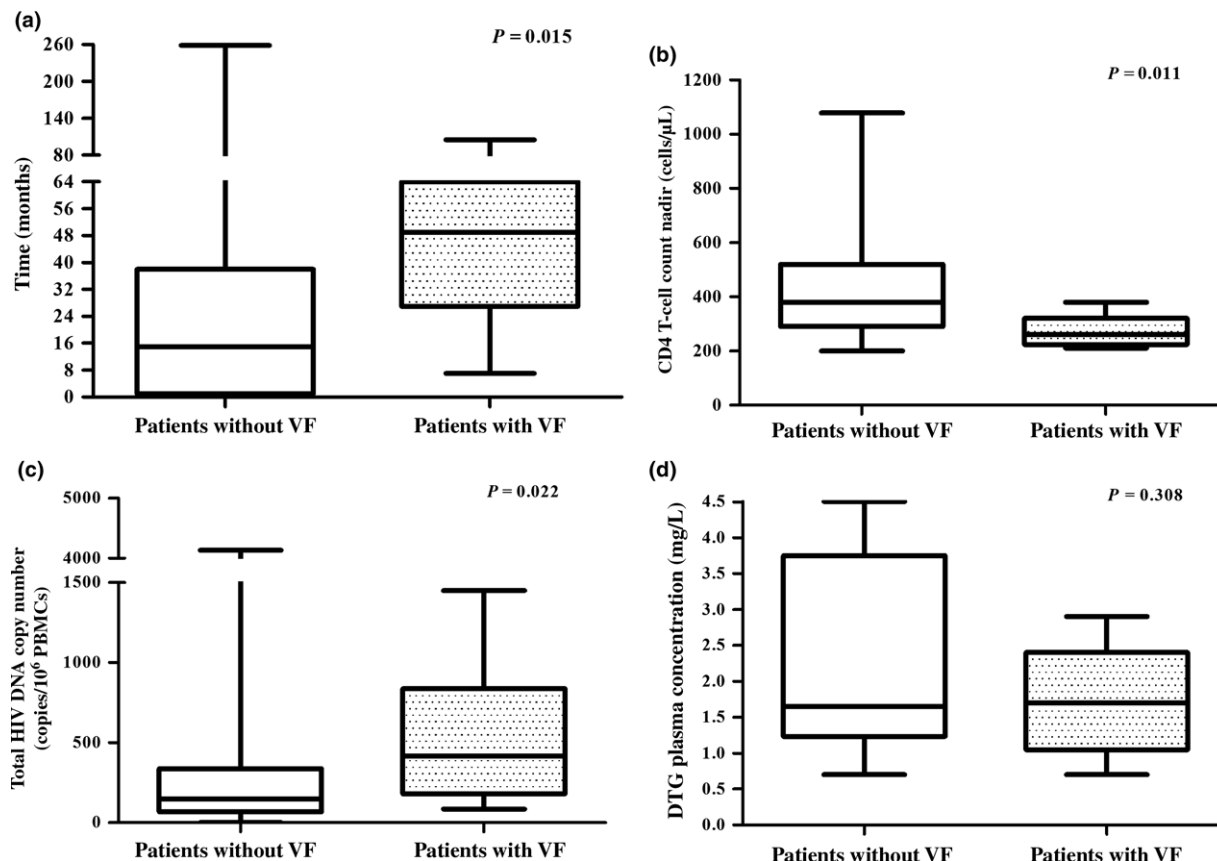 (a)
P = 0.015
Time (months)
260
200
140
80
64
56
48
40
32
24
16
8
0
Patients without VF
Patients with VF
(b)
P = 0.011
CD4 T-cell count nadir (cells/μL)
1200
1000
800
600
400
200
0
Patients without VF
Patients with VF
(c)
P = 0.022
Total HIV DNA copy number
(copies/10⁶ PBMCs)
5000
4000
1500
1000
500
0
Patients without VF
Patients with VF
(d)
P = 0.308
DTG plasma concentration (mg/L)
4.5
4.0
3.5
3.0
2.5
2.0
1.5
1.0
0.5
0.0
Patients without VF
Patients with VF